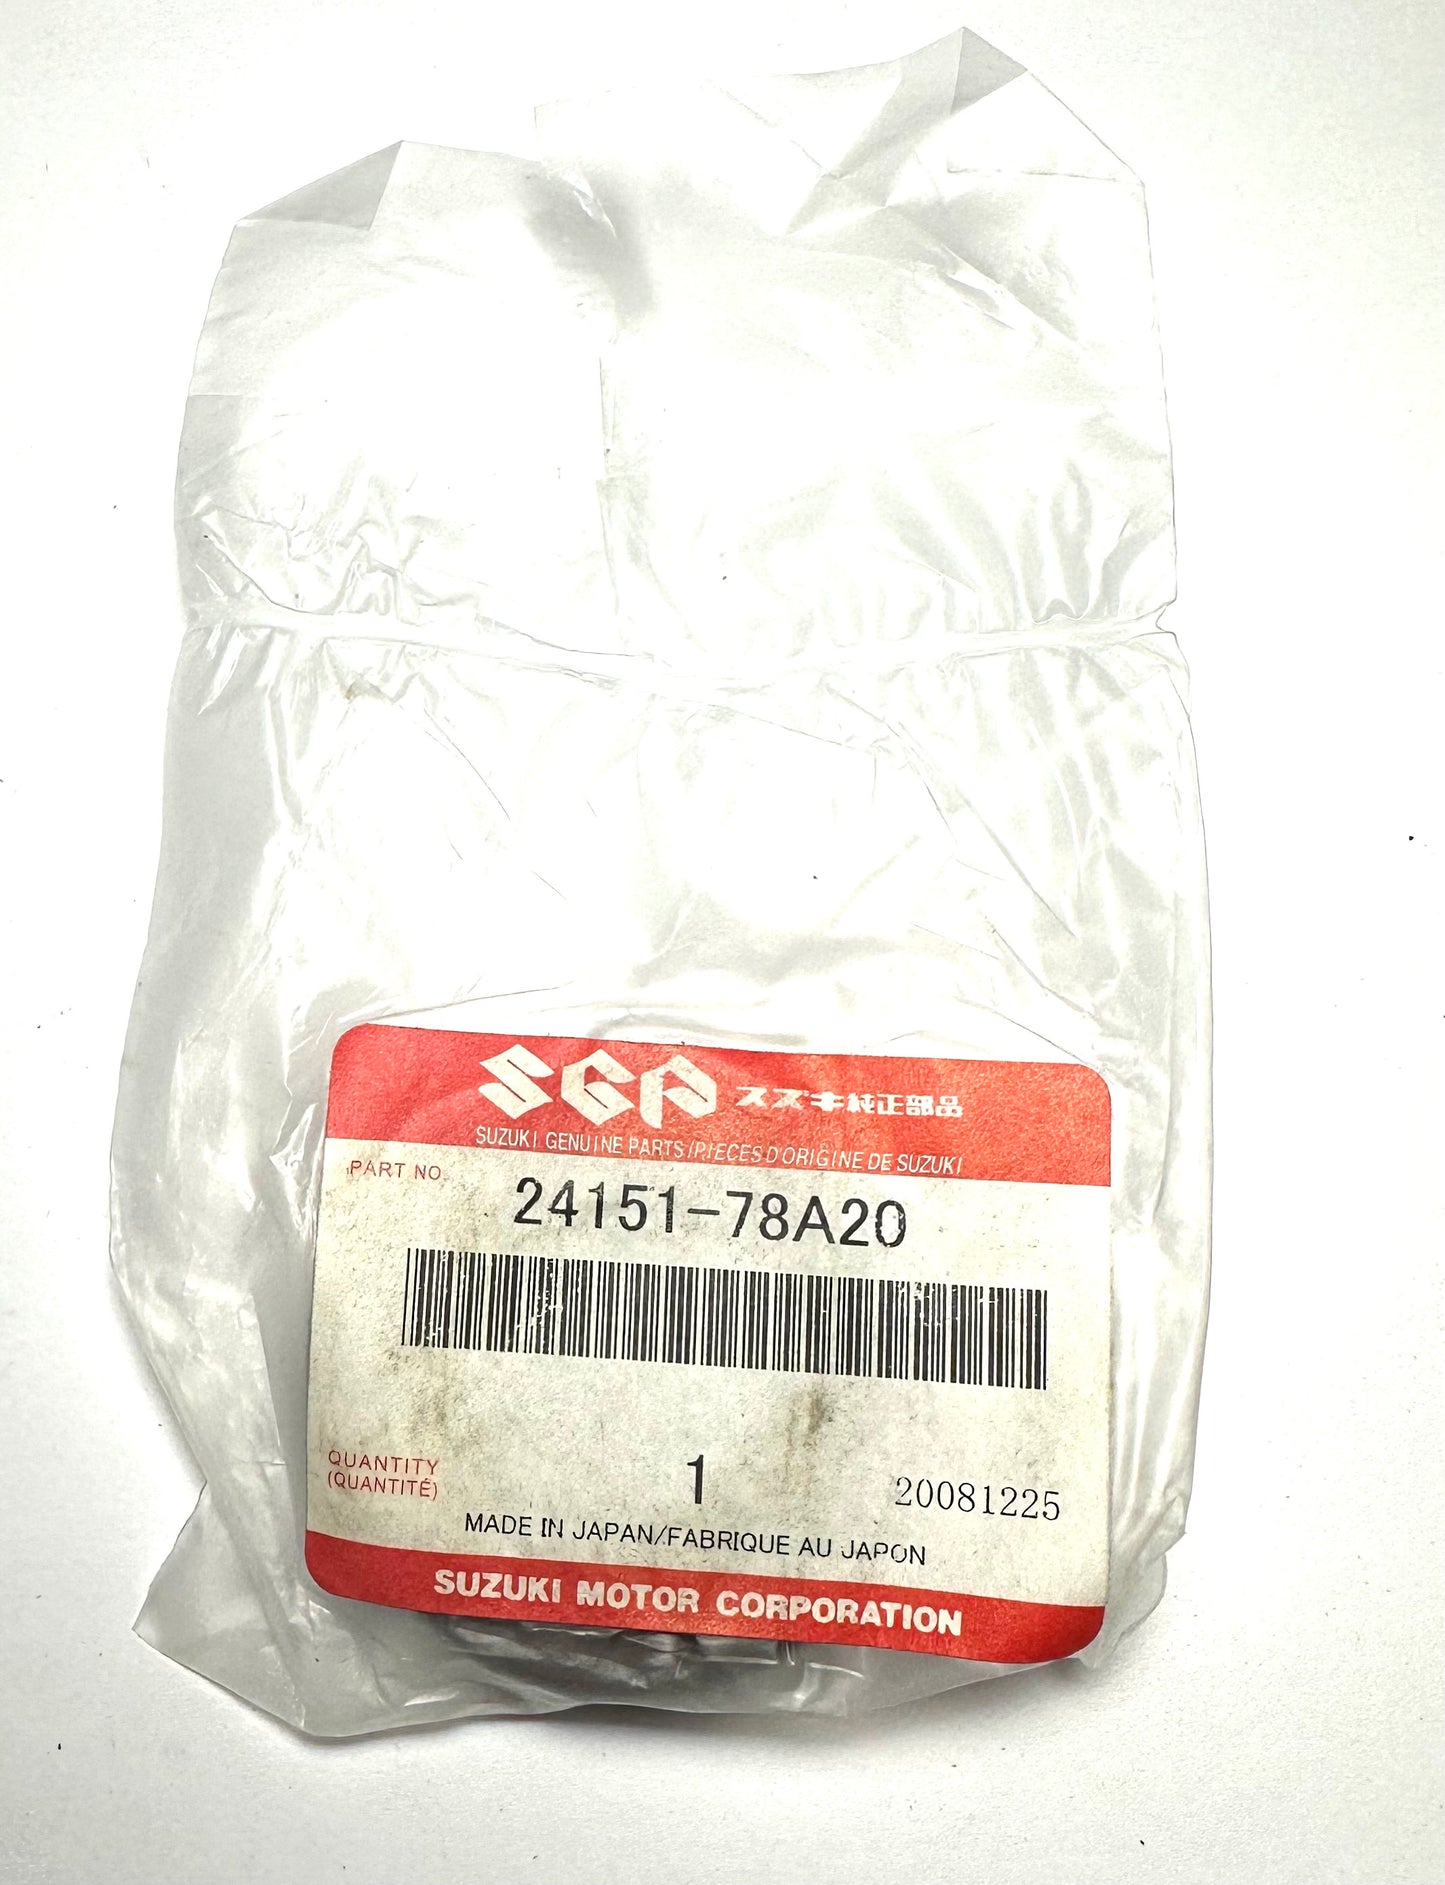 SGP スズキ純正部品
SUZUKI GENUINE PARTS/PIECES D'ORIGINE DE SUZUKI
PART NO.
24151-78A20
QUANTITY
(QUANTITÉ)
1
20081225
MADE IN JAPAN/FABRIQUE AU JAPON
SUZUKI MOTOR CORPORATION